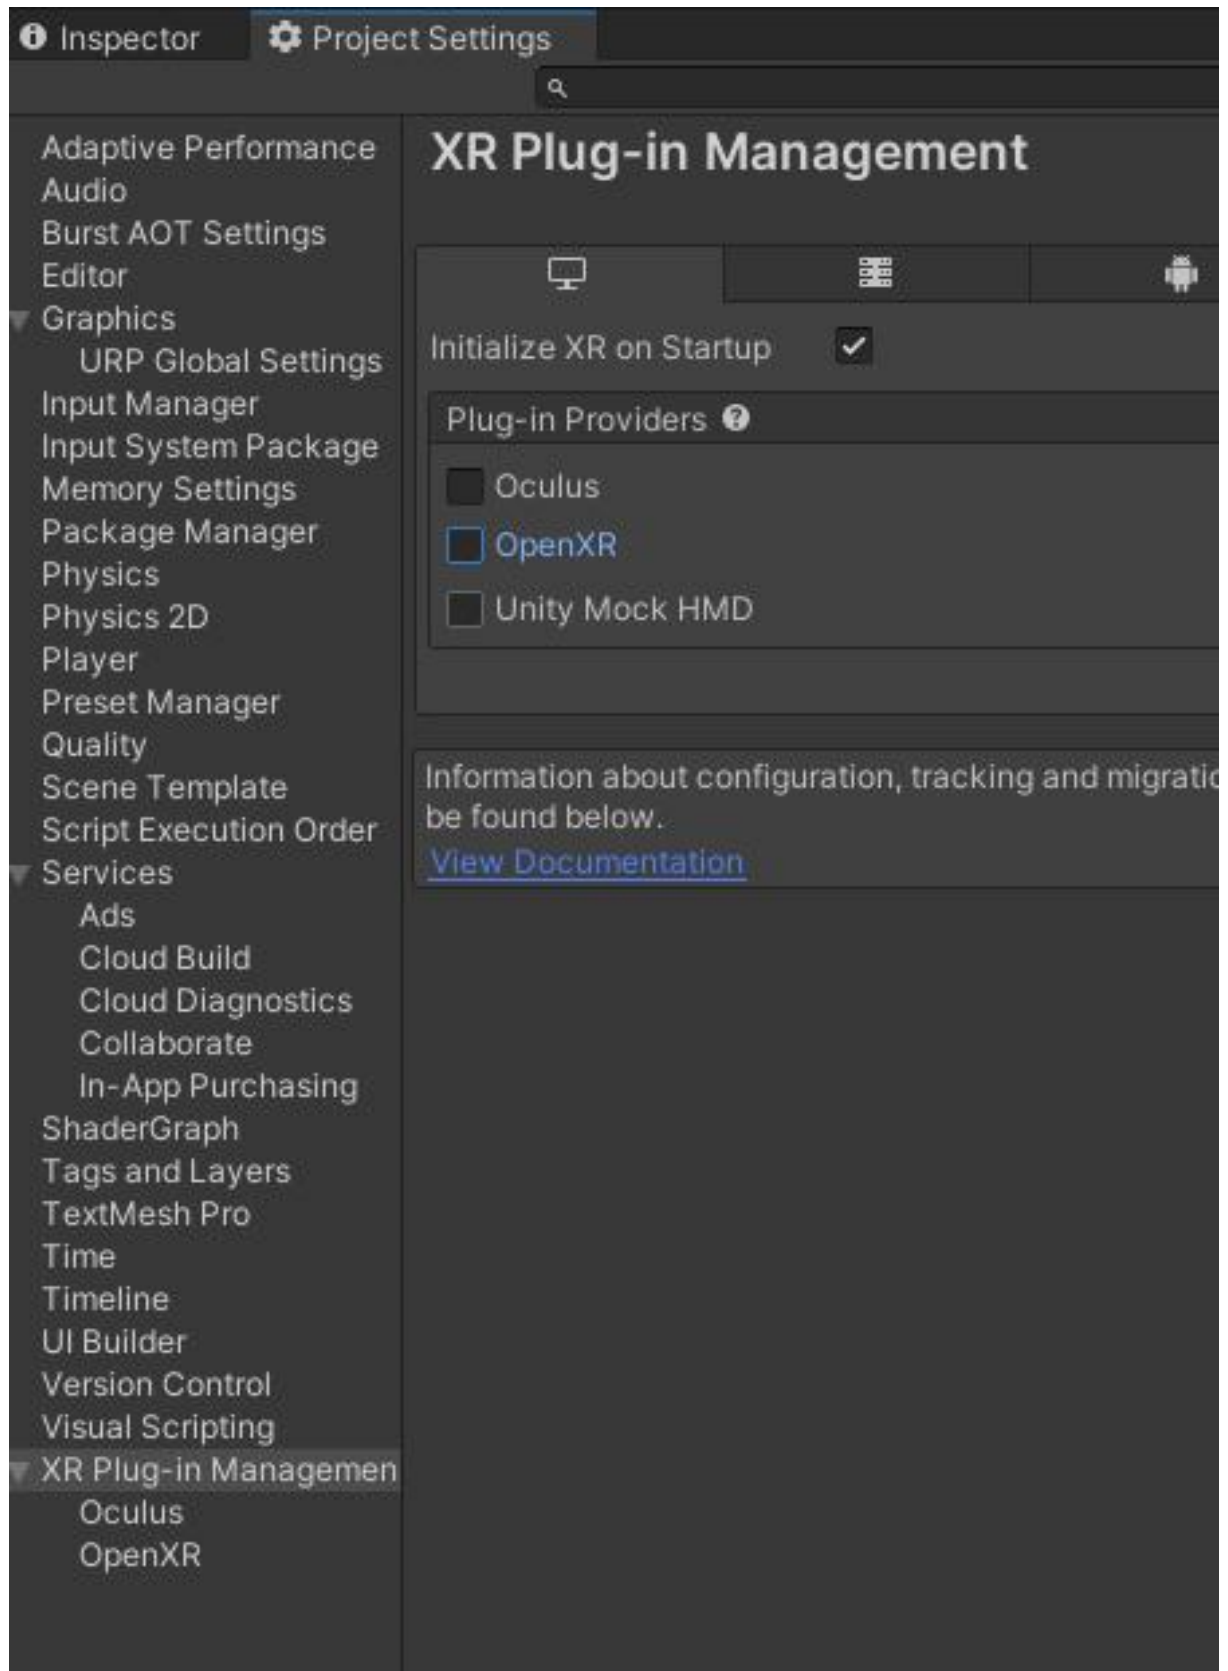 Inspector
Project Settings
Adaptive Performance
Audio
Burst AOT Settings
Editor
Graphics
URP Global Settings
Input Manager
Input System Package
Memory Settings
Package Manager
Physics
Physics 2D
Player
Preset Manager
Quality
Scene Template
Script Execution Order
Services
Ads
Cloud Build
Cloud Diagnostics
Collaborate
In-App Purchasing
ShaderGraph
Tags and Layers
TextMesh Pro
Time
Timeline
UI Builder
Version Control
Visual Scripting
XR Plug-in Managemen
Oculus
OpenXR
XR Plug-in Management
Initialize XR on Startup
Plug-in Providers
Oculus
OpenXR
Unity Mock HMD
Information about configuration, tracking and migratio
be found below.
View Documentation